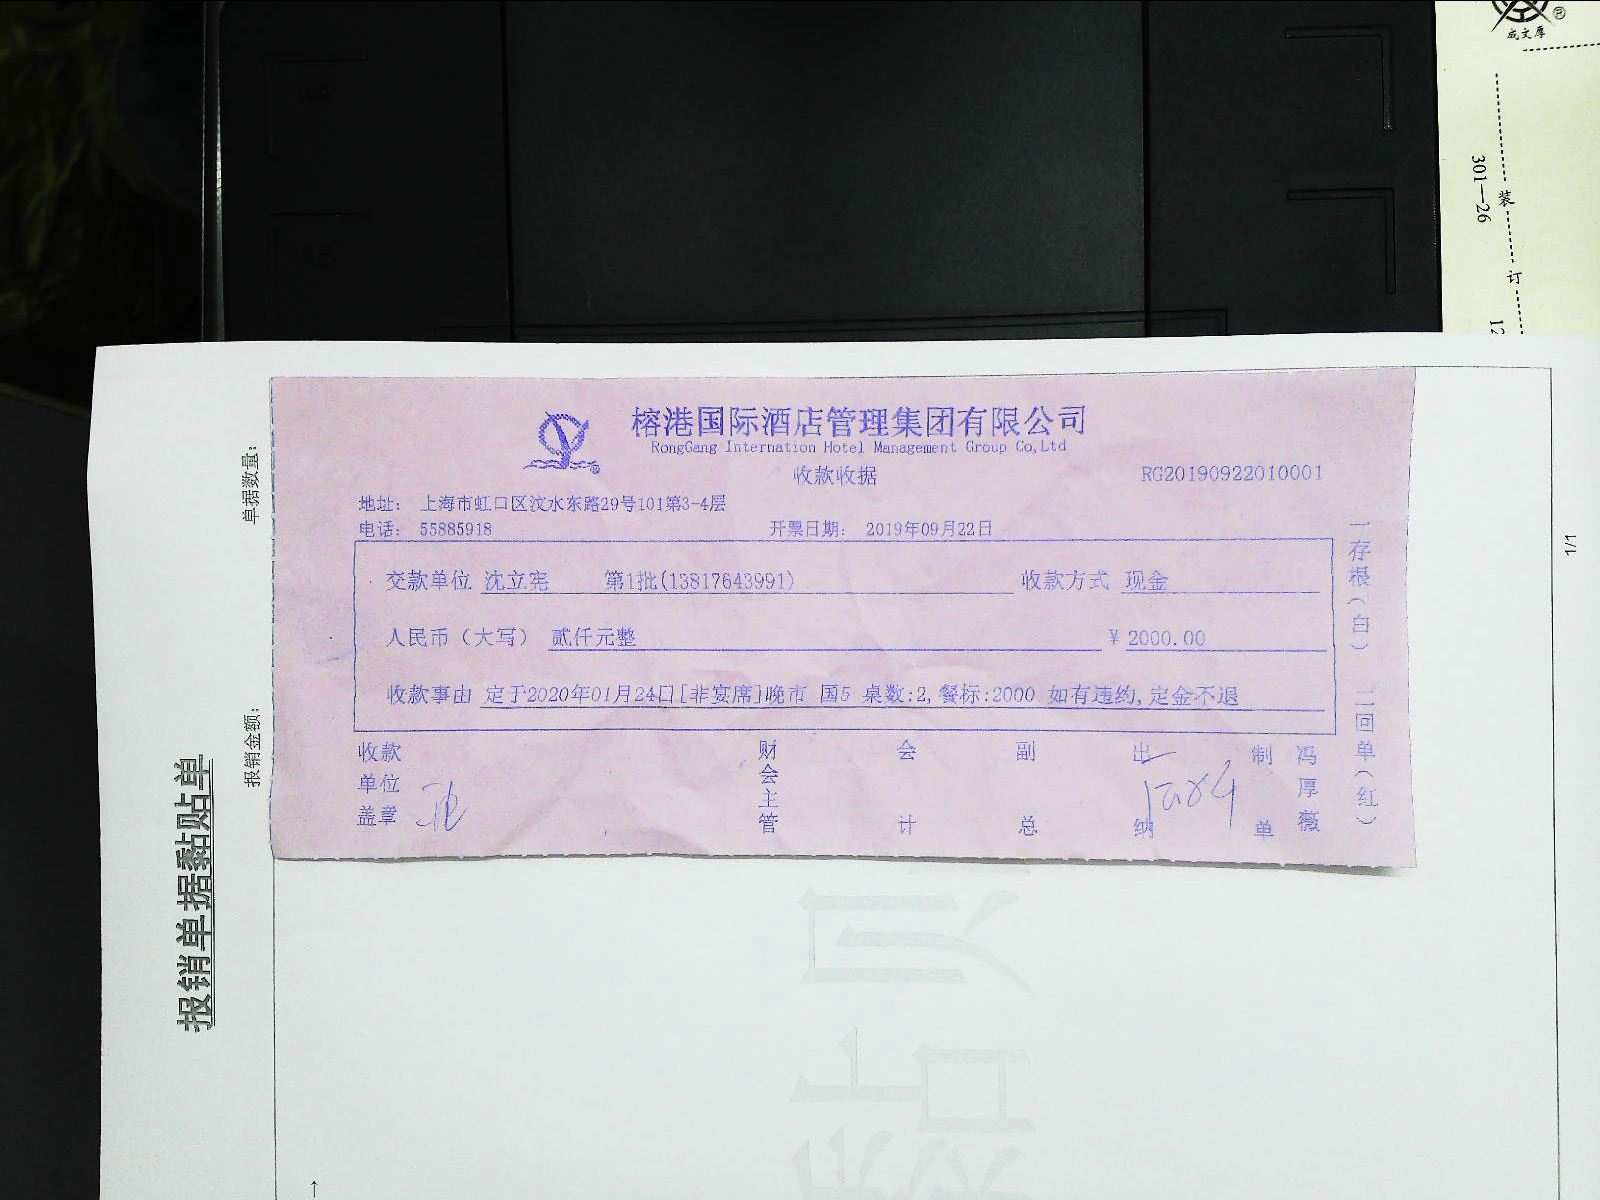 成文厚
301—26
装
订
12
榕港国际酒店管理集团有限公司
RongGang Internation Hotel Management Group Co,Ltd
收款收据
RG20190922010001
地址： 上海市虹口区汶水东路29号101第3-4层
电话： 55885918
开票日期： 2019年09月22日
交款单位 沈立宪 第1批(13817643991) 收款方式 现金
人民币（大写） 贰仟元整 ¥ 2000.00
收款事由 定于2020年01月24日[非宴席]晚市 国5 桌数:2,餐标:2000 如有违约,定金不退
收款单位盖章
财会主管
会计
副总
出纳
制单
冯厚薇
一存根（白） 二回单（红）
单据数量：
报销金额：
报销单据黏贴单
1/1